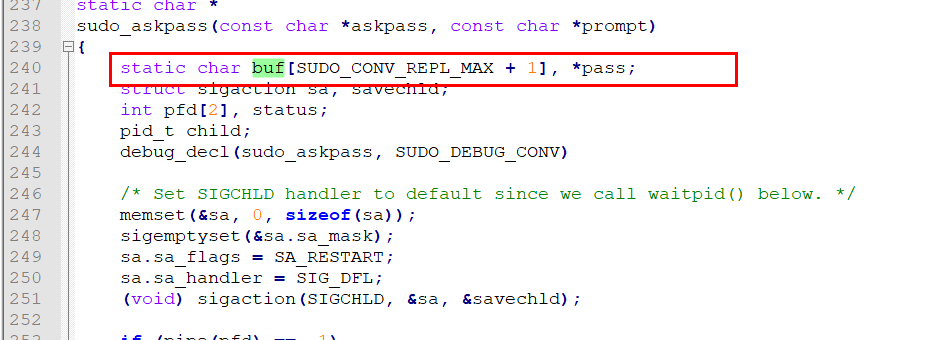 237 static char *
238 sudo_askpass(const char *askpass, const char *prompt)
239 {
240 static char buf[SUDO_CONV_REPL_MAX + 1], *pass;
241 struct sigaction sa, savechld;
242 int pfd[2], status;
243 pid_t child;
244 debug_decl(sudo_askpass, SUDO_DEBUG_CONV)
245
246 /* Set SIGCHLD handler to default since we call waitpid() below. */
247 memset(&sa, 0, sizeof(sa));
248 sigemptyset(&sa.sa_mask);
249 sa.sa_flags = SA_RESTART;
250 sa.sa_handler = SIG_DFL;
251 (void) sigaction(SIGCHLD, &sa, &savechld);
252
253 if (pipe(pfd) == -1)